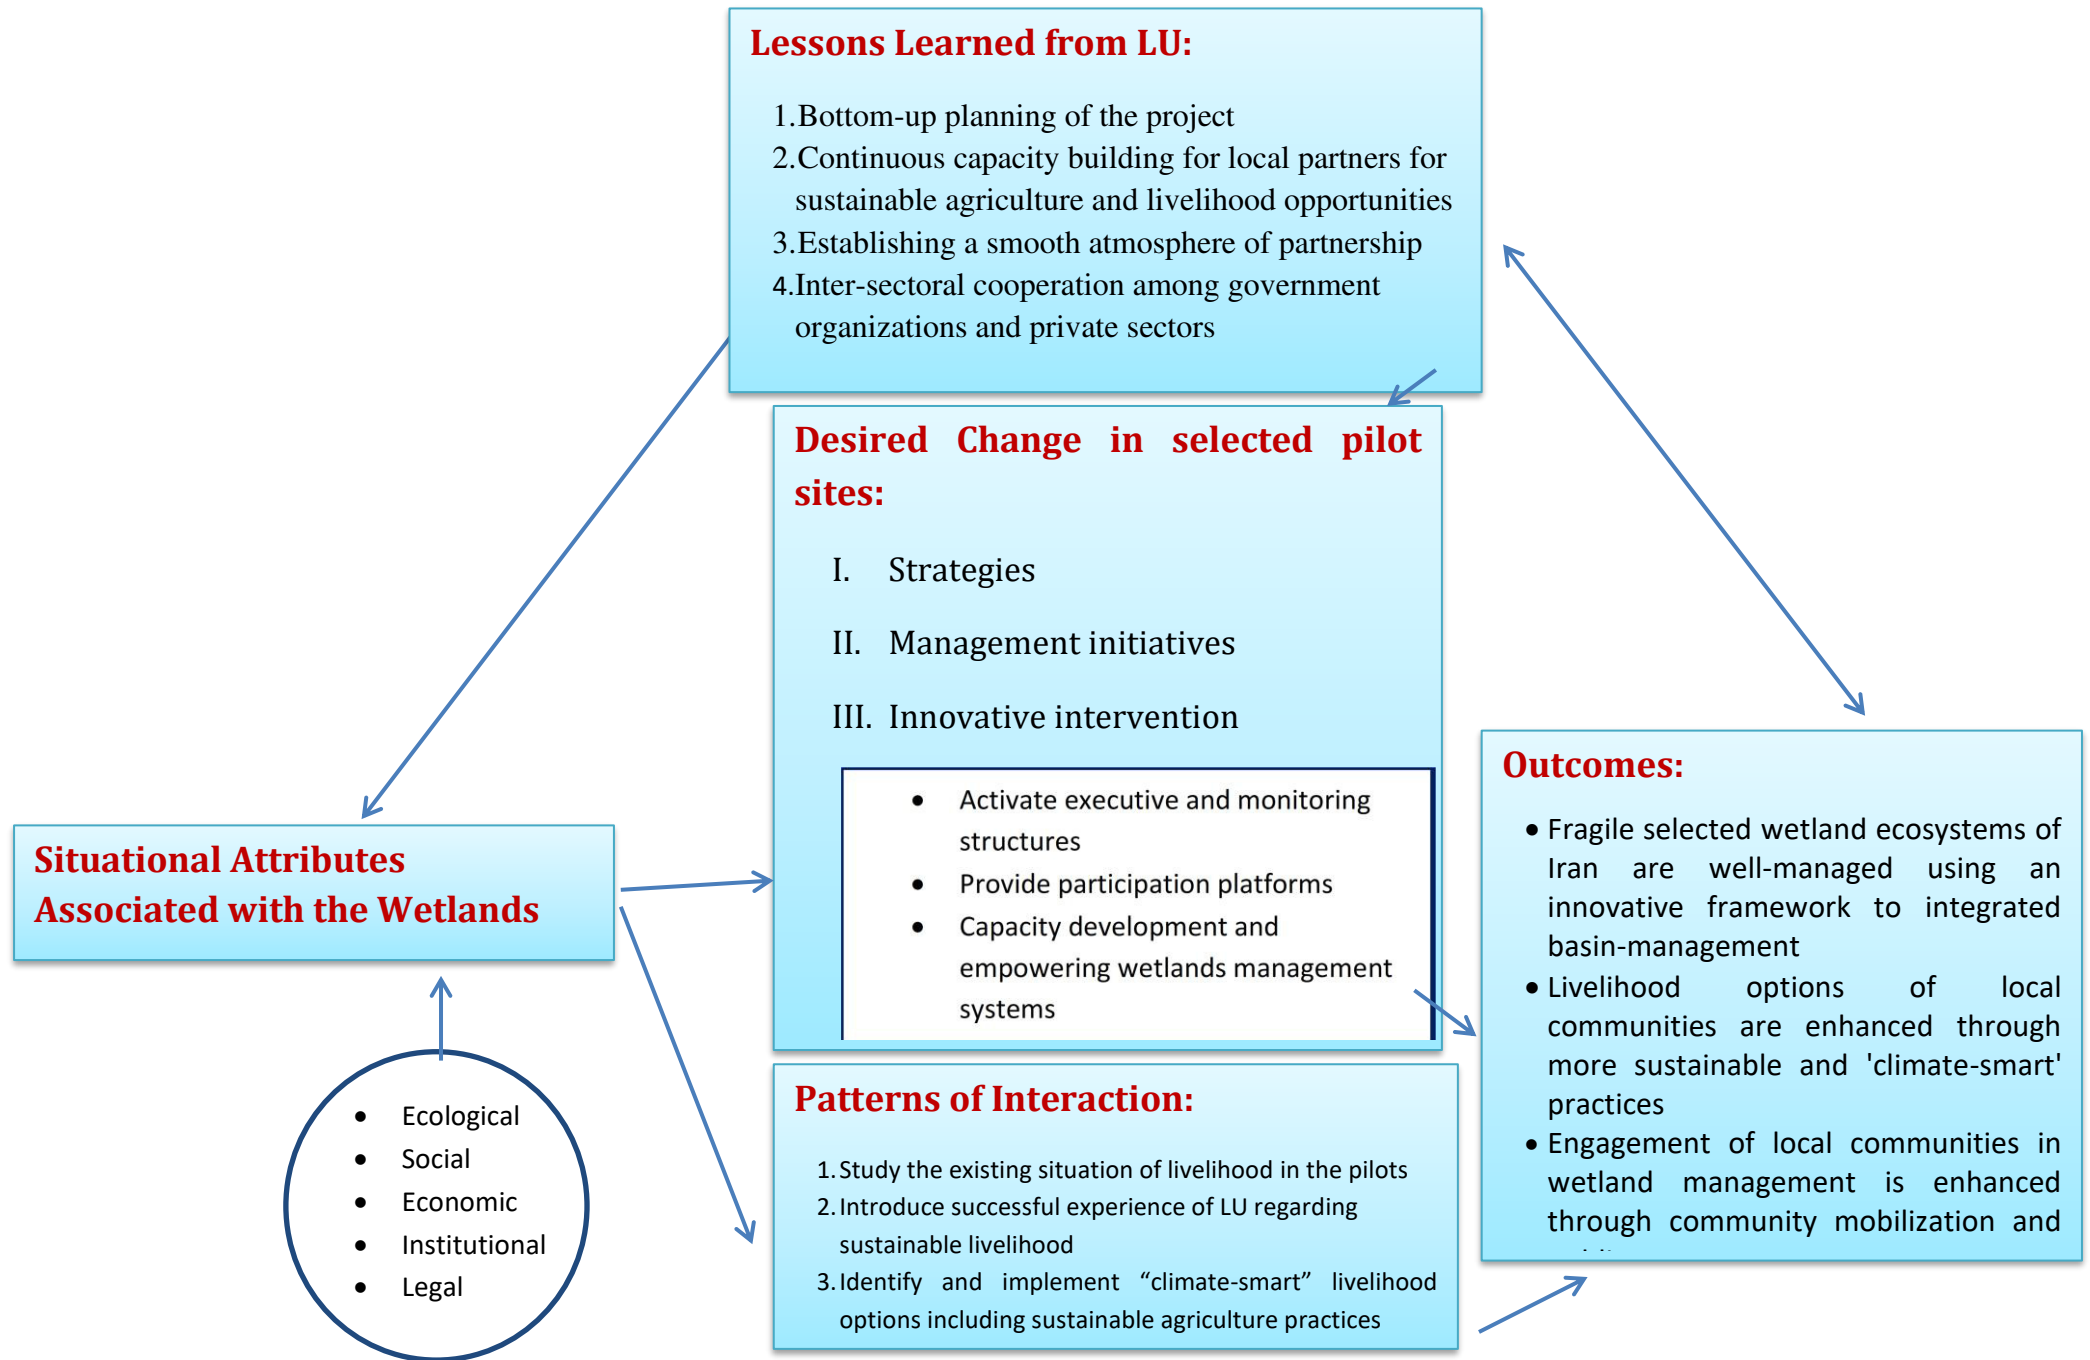 Lessons Learned from LU:
1.Bottom-up planning of the project
2.Continuous capacity building for local partners for
sustainable agriculture and livelihood opportunities
3.Establishing a smooth atmosphere of partnership
4.Inter-sectoral cooperation among government
organizations and private sectors
Desired Change in selected pilot
sites:
I. Strategies
II. Management initiatives
III. Innovative intervention
• Activate executive and monitoring
structures
• Provide participation platforms
• Capacity development and
empowering wetlands management
systems
Situational Attributes
Associated with the Wetlands
• Ecological
• Social
• Economic
• Institutional
• Legal
Patterns of Interaction:
1.Study the existing situation of livelihood in the pilots
2.Introduce successful experience of LU regarding
sustainable livelihood
3.Identify and implement “climate-smart” livelihood
options including sustainable agriculture practices
Outcomes:
• Fragile selected wetland ecosystems of
Iran are well-managed using an
innovative framework to integrated
basin-management
• Livelihood options of local
communities are enhanced through
more sustainable and 'climate-smart'
practices
• Engagement of local communities in
wetland management is enhanced
through community mobilization and